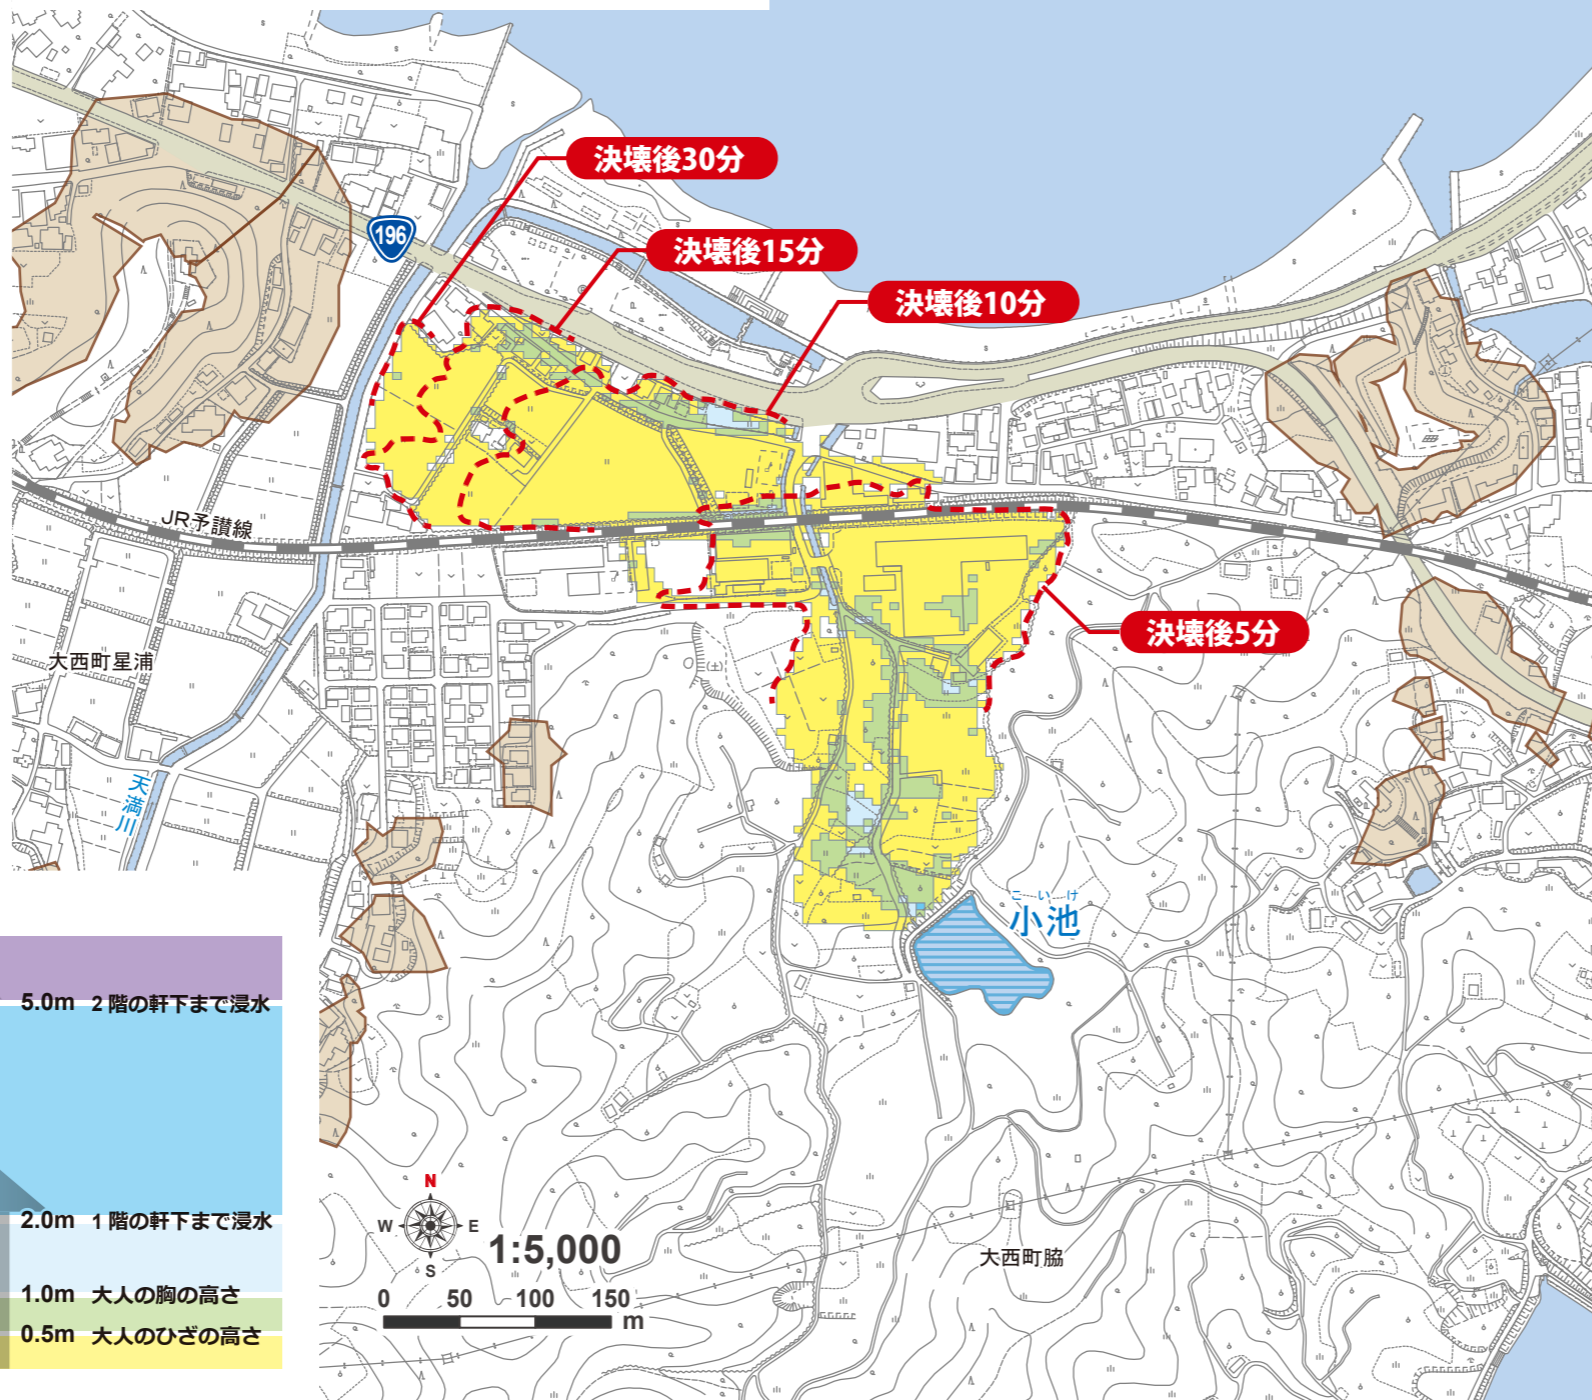 決壊後30分
196
決壊後15分
決壊後10分
JR予讃線
決壊後5分
大西町星浦
(土)
天満川
こいけ
小池
5.0m 2階の軒下まで浸水
2.0m 1階の軒下まで浸水
1.0m 大人の胸の高さ
0.5m 大人のひざの高さ
N
W E
S
1:5,000
0 50 100 150
m
大西町脇